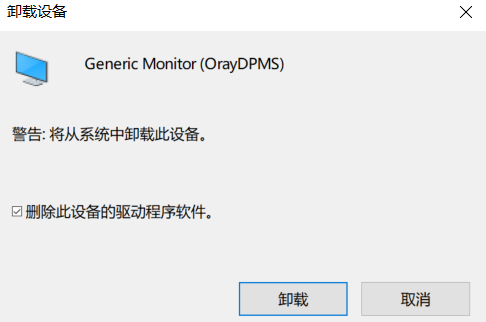 卸载设备
Generic Monitor (OrayDPMS)
警告: 将从系统中卸载此设备。
删除此设备的驱动程序软件。
卸载
取消